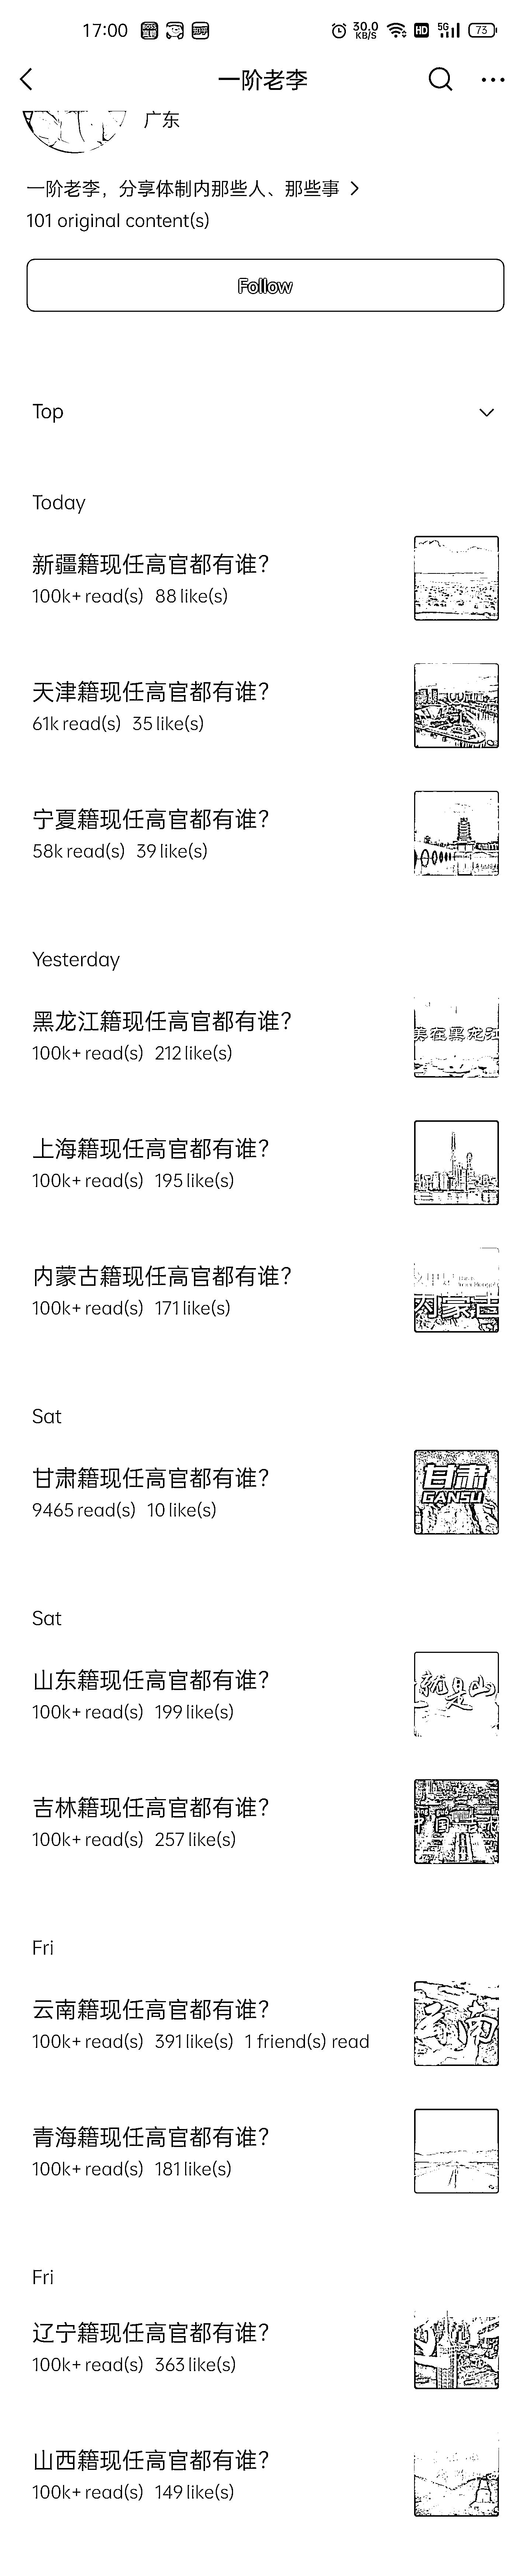 17:00
30.0
KB/S
HD
5G
73
一阶老李
广东
一阶老李，分享体制内那些人、那些事
101 original content(s)
Follow
Top
Today
新疆籍现任高官都有谁?
100k+ read(s) 88 like(s)
天津籍现任高官都有谁?
61k read(s) 35 like(s)
宁夏籍现任高官都有谁?
58k read(s) 39 like(s)
Yesterday
黑龙江籍现任高官都有谁?
100k+ read(s) 212 like(s)
美在黑龙江
上海籍现任高官都有谁?
100k+ read(s) 195 like(s)
内蒙古籍现任高官都有谁?
100k+ read(s) 171 like(s)
内蒙古
Sat
甘肃籍现任高官都有谁?
9465 read(s) 10 like(s)
甘肃
GANSU
Sat
山东籍现任高官都有谁?
100k+ read(s) 199 like(s)
就是山
吉林籍现任高官都有谁?
100k+ read(s) 257 like(s)
中国
Fri
云南籍现任高官都有谁?
100k+ read(s) 391 like(s) 1 friend(s) read
青海籍现任高官都有谁?
100k+ read(s) 181 like(s)
Fri
辽宁籍现任高官都有谁?
100k+ read(s) 363 like(s)
山西籍现任高官都有谁?
100k+ read(s) 149 like(s)